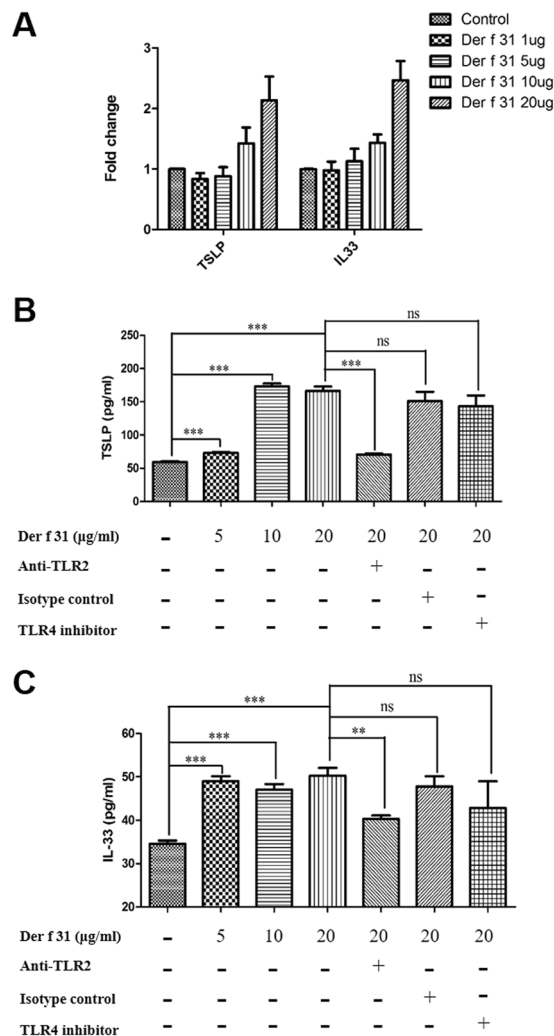 A
Control
Der f 31 1ug
Der f 31 5ug
Der f 31 10ug
Der f 31 20ug
Fold change
3
2
1
0
TSLP
IL33
B
TSLP (pg/ml)
250
200
150
100
50
0
***
***
***
***
ns
ns
Der f 31 (μg/ml) - 5 10 20 20 20 20
Anti-TLR2 - - - - + - -
Isotype control - - - - - + -
TLR4 inhibitor - - - - - - +
C
IL-33 (pg/ml)
60
50
40
30
20
***
***
***
**
ns
ns
Der f 31 (μg/ml) - 5 10 20 20 20 20
Anti-TLR2 - - - - + - -
Isotype control - - - - - + -
TLR4 inhibitor - - - - - - +